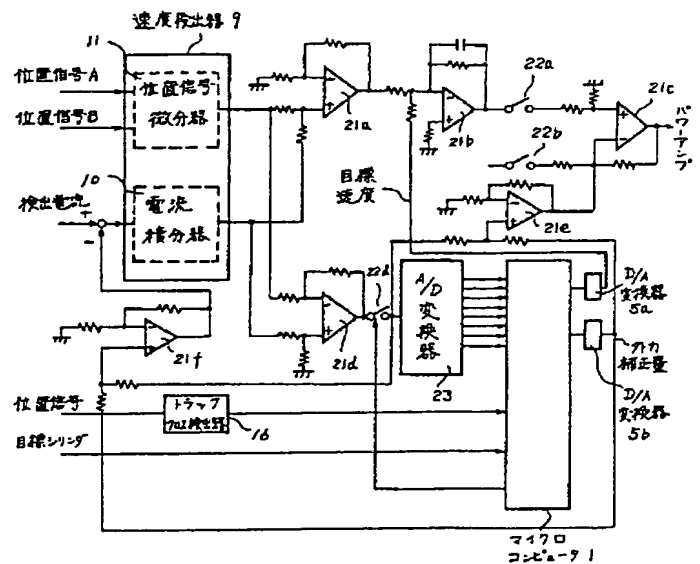 速度検出器 9
11
位置信号A
位置信号B
位置信号
微分器
10
検出電流
+
-
電流
積分器
21a
21b
22a
22b
21c
パワーアンプ
目標
速度
21e
21f
21d
22d
A/D
変換器
23
D/A
変換器
5a
外力
補正量
D/A
変換器
5b
位置信号
トラック
クロス検出器
16
目標シリンダ
マイクロ
コンピュータ 1